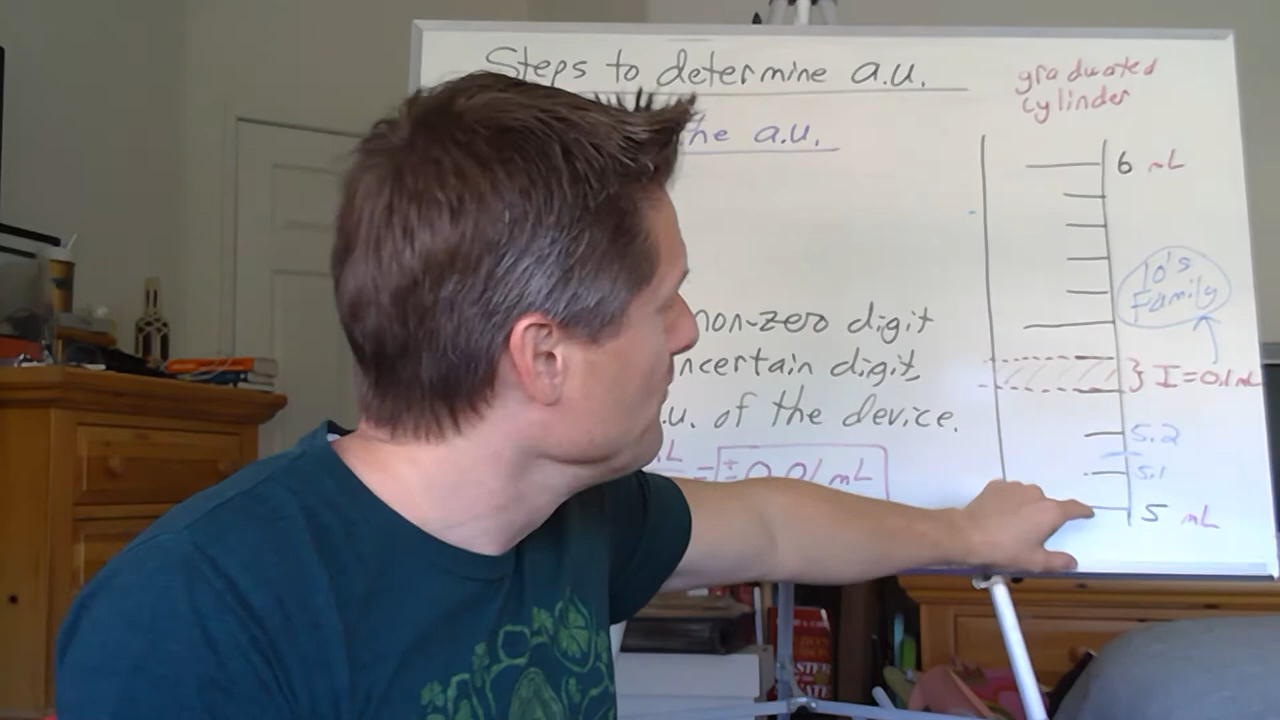 Steps to determine a.u.
he a.u.
non-zero digit
ncertain digit,
.u. of the device.
L
= ± 0.01 mL
graduated
cylinder
6 mL
10's
Family
} I = 0.1 mL
5.2
5.1
5 mL